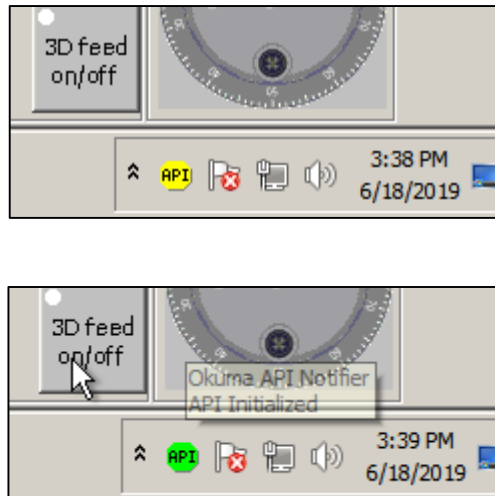 3D feed
on/off
API
3:38 PM
6/18/2019
3D feed
on/off
Okuma API Notifier
API Initialized
API
3:39 PM
6/18/2019